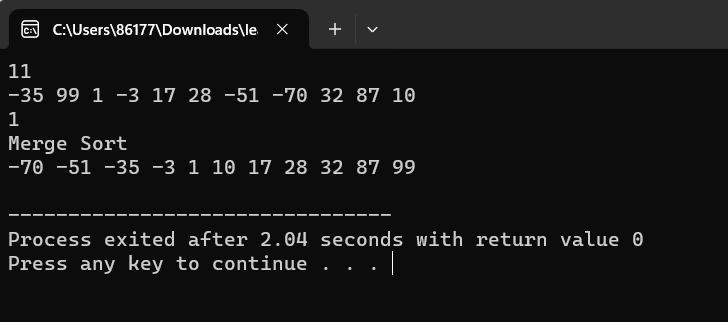 C:\Users\86177\Downloads\le
11
-35 99 1 -3 17 28 -51 -70 32 87 10
1
Merge Sort
-70 -51 -35 -3 1 10 17 28 32 87 99
--------------------------------
Process exited after 2.04 seconds with return value 0
Press any key to continue . . .